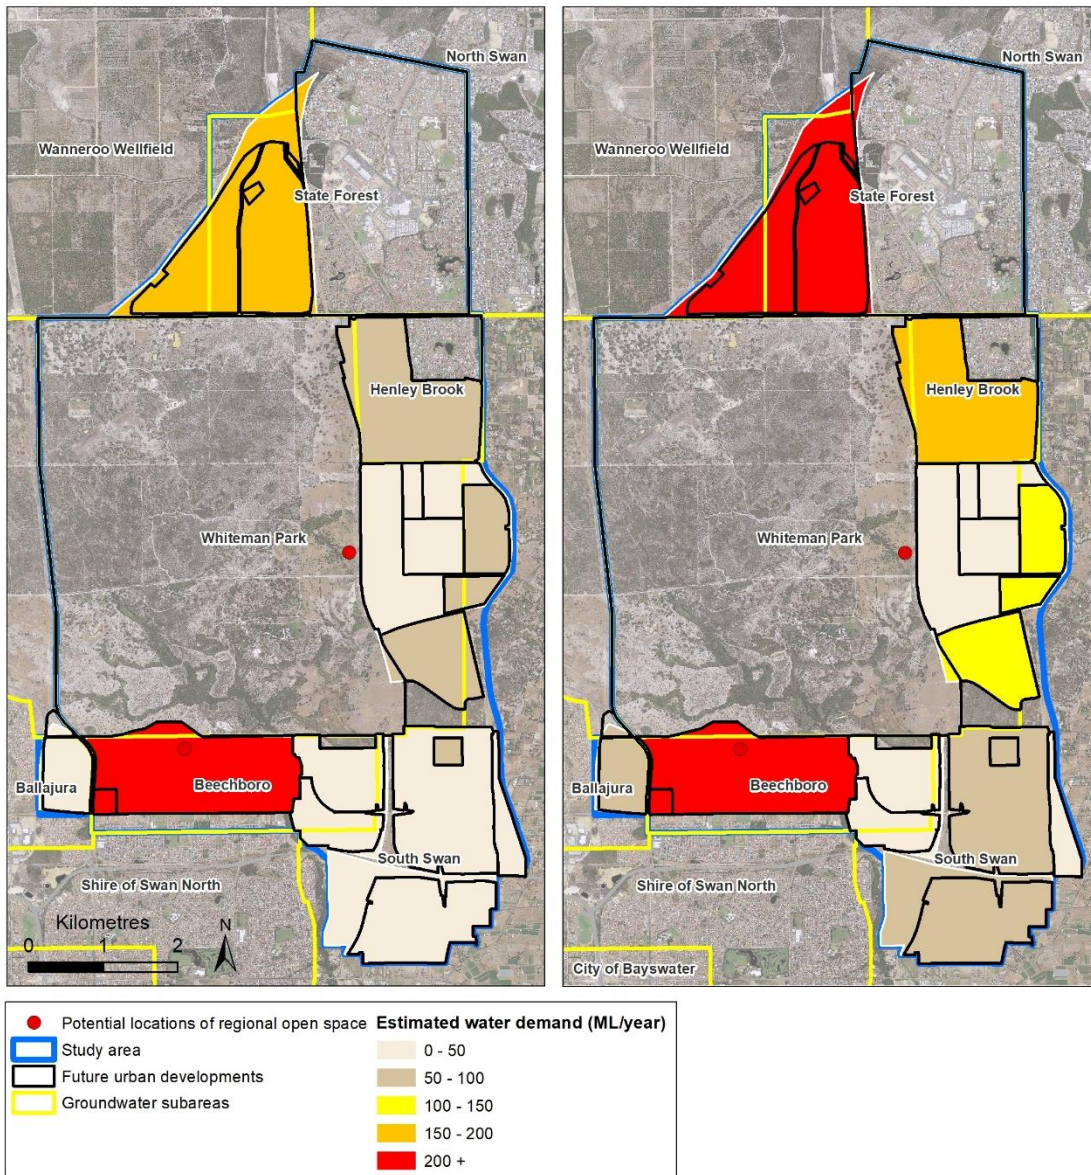 North Swan
Wanneroo Wellfield
State Forest
Henley Brook
Whiteman Park
Ballajura
Beechboro
South Swan
Shire of Swan North
Kilometres
0 1 2
N
North Swan
Wanneroo Wellfield
State Forest
Henley Brook
Whiteman Park
Ballajura
Beechboro
South Swan
Shire of Swan North
City of Bayswater
Potential locations of regional open space
Study area
Future urban developments
Groundwater subareas
Estimated water demand (ML/year)
0 - 50
50 - 100
100 - 150
150 - 200
200 +